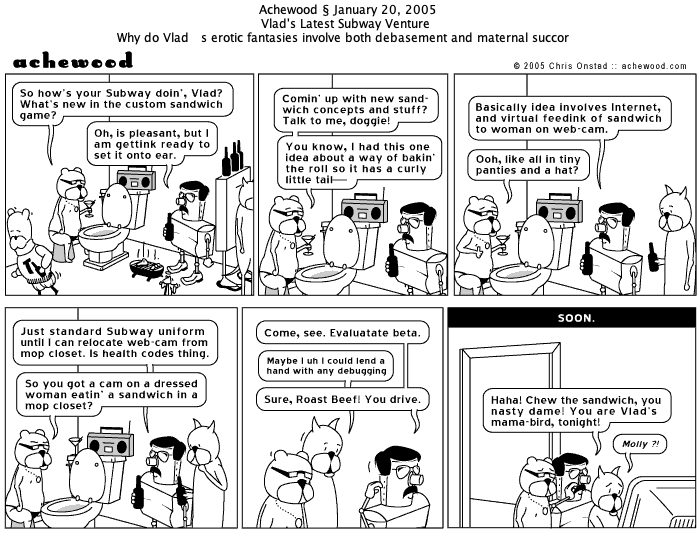 Achewood § January 20, 2005
Vlad's Latest Subway Venture
Why do Vlad s erotic fantasies involve both debasement and maternal succor
achewood
© 2005 Chris Onstad :: achewood.com
So how's your Subway doin', Vlad?
What's new in the custom sandwich
game?
Oh, is pleasant, but I
am gettink ready to
set it onto ear.
Comin' up with new sand-
wich concepts and stuff?
Talk to me, doggie!
You know, I had this one
idea about a way of bakin'
the roll so it has a curly
little tail—
Basically idea involves Internet,
and virtual feedink of sandwich
to woman on web-cam.
Ooh, like all in tiny
panties and a hat?
Just standard Subway uniform
until I can relocate web-cam from
mop closet. Is health codes thing.
So you got a cam on a dressed
woman eatin' a sandwich in a
mop closet?
Come, see. Evaluatate beta.
Maybe I uh I could lend a
hand with any debugging
Sure, Roast Beef! You drive.
SOON.
Haha! Chew the sandwich, you
nasty dame! You are Vlad's
mama-bird, tonight!
Molly ?!